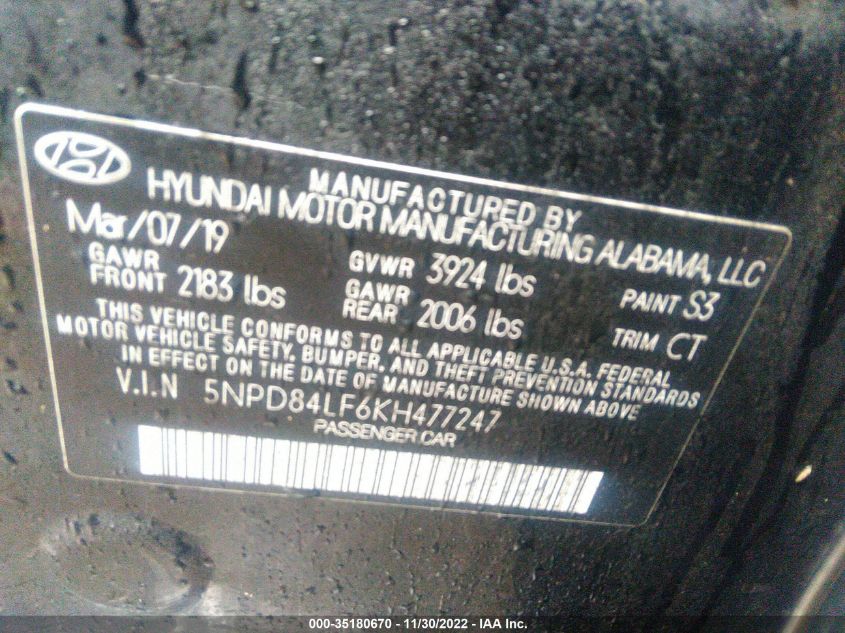 MANUFACTURED BY
HYUNDAI MOTOR MANUFACTURING ALABAMA, LLC
Mar/07/19
GAWR FRONT 2183 lbs GVWR 3924 lbs PAINT S3
GAWR REAR 2006 lbs TRIM CT
THIS VEHICLE CONFORMS TO ALL APPLICABLE U.S.A. FEDERAL
MOTOR VEHICLE SAFETY, BUMPER, AND THEFT PREVENTION STANDARDS
IN EFFECT ON THE DATE OF MANUFACTURE SHOWN ABOVE
V.I.N 5NPD84LF6KH477247
PASSENGER CAR
000-35180670 - 11/30/2022 - IAA Inc.